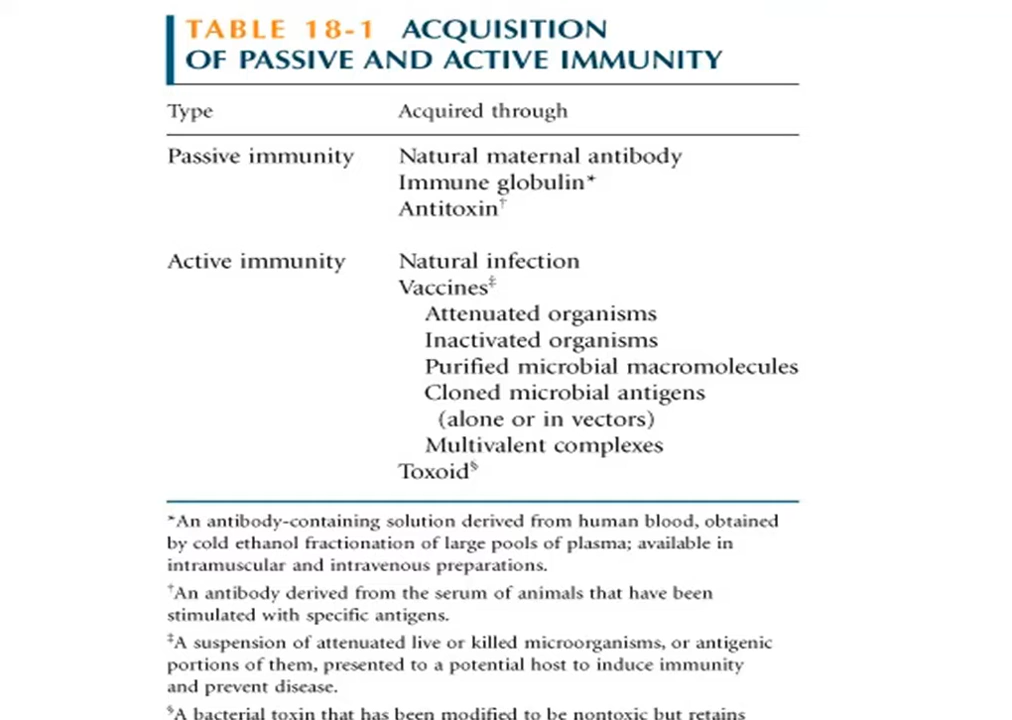 TABLE 18-1 ACQUISITION
OF PASSIVE AND ACTIVE IMMUNITY
Type Acquired through
Passive immunity Natural maternal antibody
Immune globulin*
Antitoxin†
Active immunity Natural infection
Vaccines‡
Attenuated organisms
Inactivated organisms
Purified microbial macromolecules
Cloned microbial antigens
(alone or in vectors)
Multivalent complexes
Toxoid§
*An antibody-containing solution derived from human blood, obtained
by cold ethanol fractionation of large pools of plasma; available in
intramuscular and intravenous preparations.
†An antibody derived from the serum of animals that have been
stimulated with specific antigens.
‡A suspension of attenuated live or killed microorganisms, or antigenic
portions of them, presented to a potential host to induce immunity
and prevent disease.
§A bacterial toxin that has been modified to be nontoxic but retains